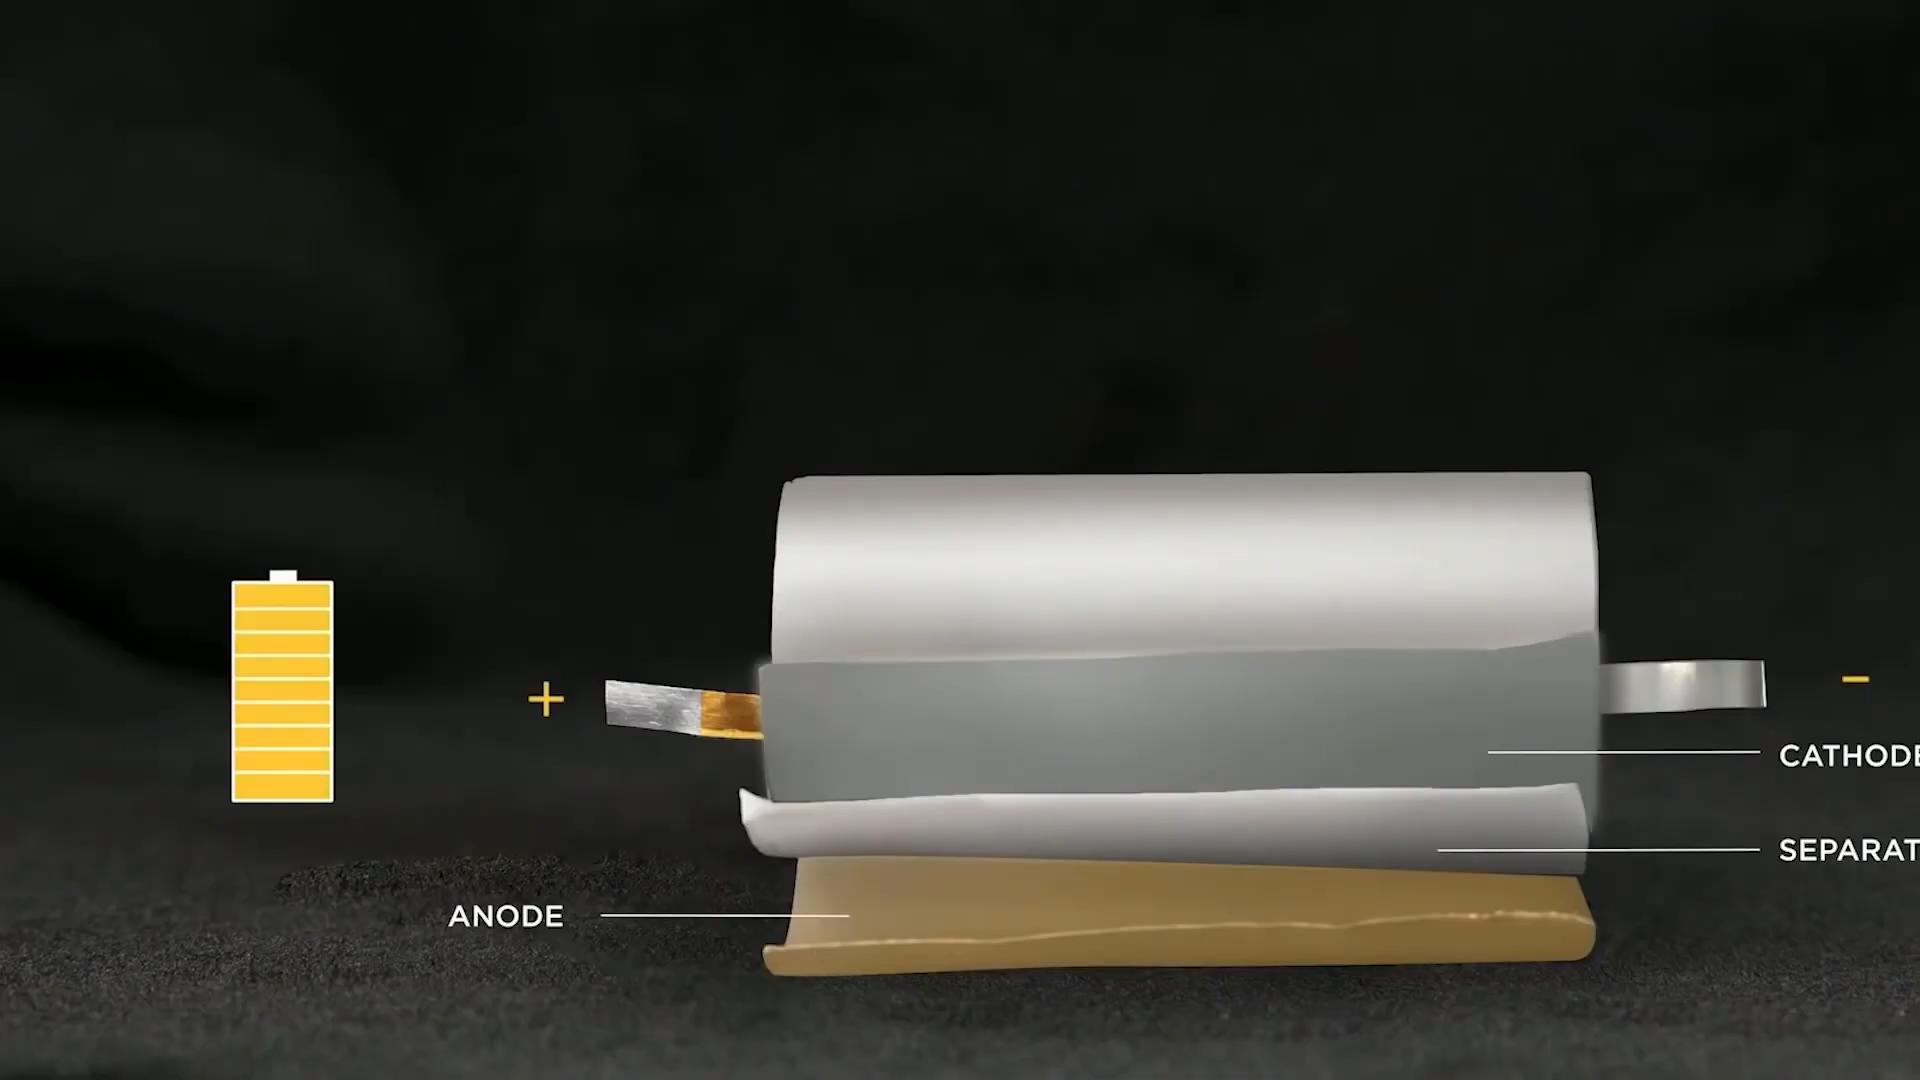 +
−
CATHODE
SEPARAT
ANODE